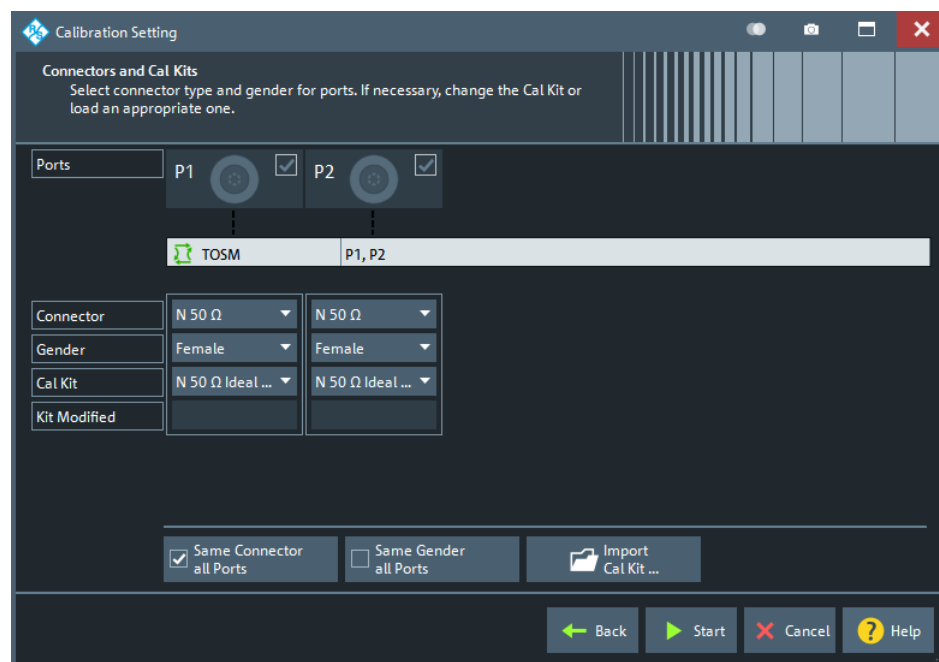 R&S Calibration Setting
Connectors and Cal Kits
Select connector type and gender for ports. If necessary, change the Cal Kit or
load an appropriate one.
Ports
P1
P2
TOSM
P1, P2
Connector
N 50 Ω
N 50 Ω
Gender
Female
Female
Cal Kit
N 50 Ω Ideal ...
N 50 Ω Ideal ...
Kit Modified
Same Connector
all Ports
Same Gender
all Ports
Import
Cal Kit ...
Back
Start
Cancel
? Help